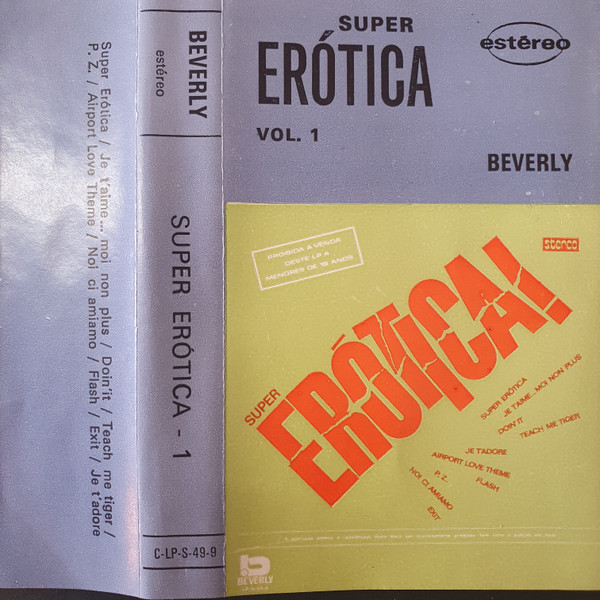 Super Erótica / Je t'aime... moi non plus / Doin'it / Teach me tiger /
P. Z. / Airport Love Theme / Noi ci amiamo / Flash / Exit / Je t'adore
BEVERLY
estéreo
SUPER ERÓTICA - 1
C-LP-S-49-9
SUPER
ERÓTICA
VOL. 1
estéreo
BEVERLY
PROIBIDA A VENDA
DESTE LP A
MENORES DE 18 ANOS
stereo
SUPER
ERÓTICA!
SUPER ERÓTICA
JE T'AIME... MOI NON PLUS
DOIN'IT
TEACH ME TIGER
JE T'ADORE
AIRPORT LOVE THEME
P. Z.
FLASH
NOI CI AMIAMO
EXIT
b
BEVERLY